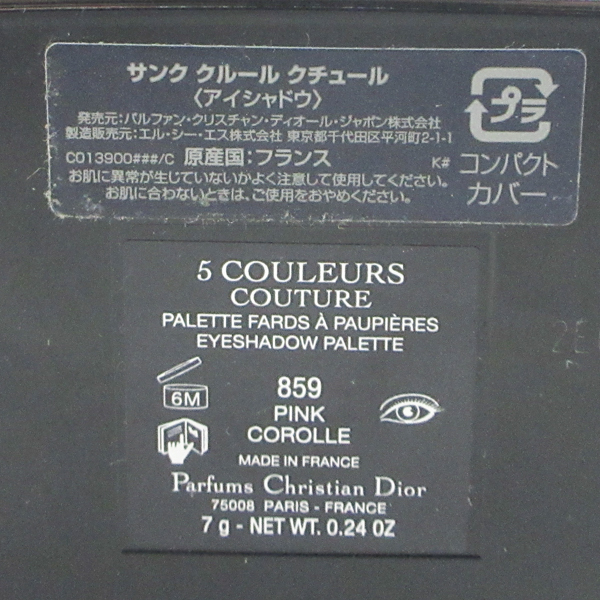 サンク クルール クチュール
〈アイシャドウ〉
発売元:パルファン・クリスチャン・ディオール・ジャポン株式会社
製造販売元:エル・シー・エス株式会社 東京都千代田区平河町2-1-1
C013900###/C 原産国:フランス K#
お肌に異常が生じていないかよく注意して使用してください。
お肌に合わないときは、ご使用をおやめください。
プラ
コンパクト
カバー
5 COULEURS
COUTURE
PALETTE FARDS À PAUPIÈRES
EYESHADOW PALETTE
6M
859
PINK
COROLLE
MADE IN FRANCE
Parfums Christian Dior
75008 PARIS - FRANCE
7 g - NET WT. 0.24 OZ